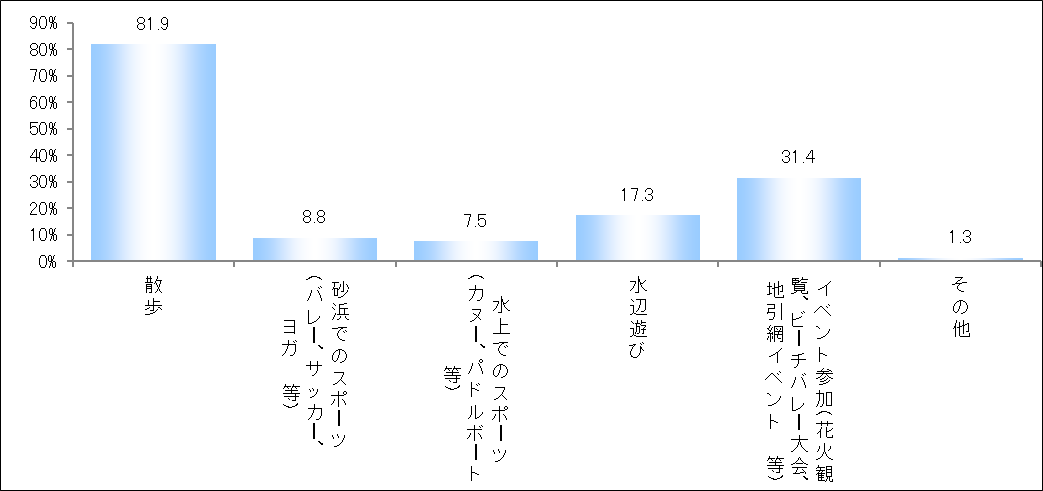 90%
80%
70%
60%
50%
40%
30%
20%
10%
0%
81.9
8.8
7.5
17.3
31.4
1.3
散歩
砂浜でのスポーツ
(バレー、サッカー、
ヨガ 等)
水上でのスポーツ
(カヌー、パドルボート
等)
水辺遊び
イベント参加(花火観
覧、ビーチバレー大会、
地引網イベント 等)
その他